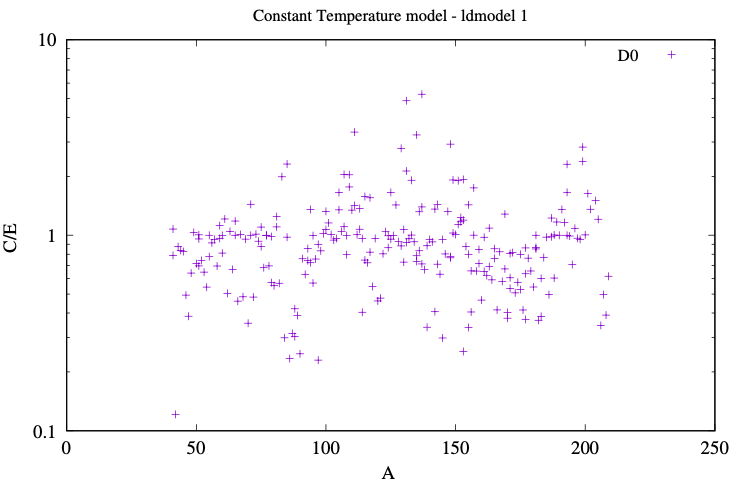 Constant Temperature model - ldmodel 1
10
D0
C/E
1
0.1
0 50 100 150 200 250
A